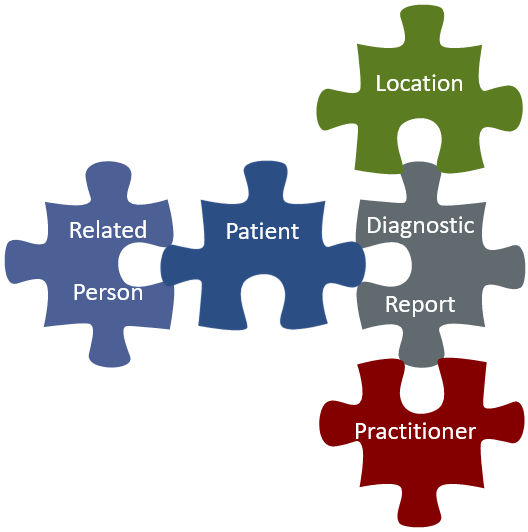 Location
Related
Person
Patient
Diagnostic
Report
Practitioner